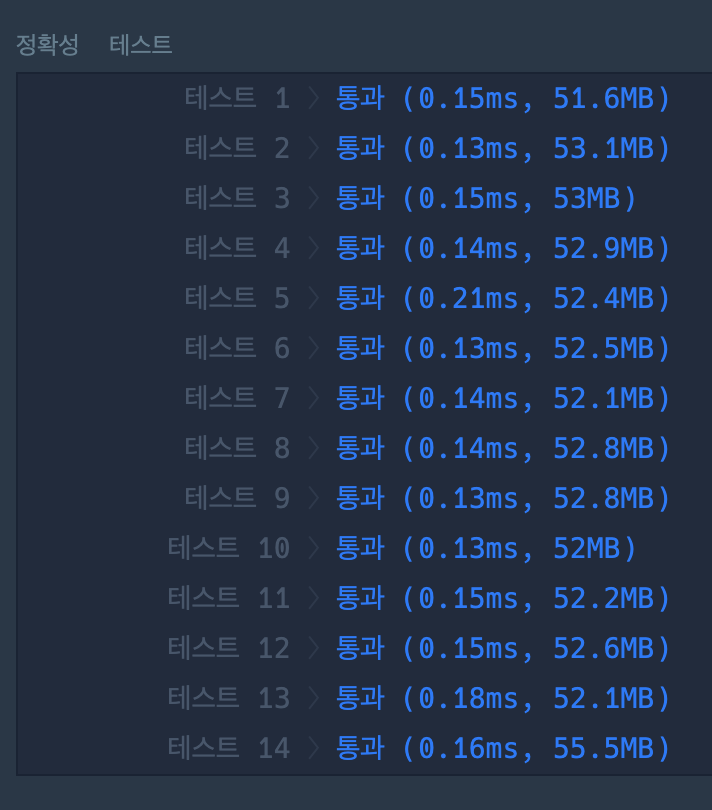 정확성 테스트
테스트 1 〉 통과 (0.15ms, 51.6MB)
테스트 2 〉 통과 (0.13ms, 53.1MB)
테스트 3 〉 통과 (0.15ms, 53MB)
테스트 4 〉 통과 (0.14ms, 52.9MB)
테스트 5 〉 통과 (0.21ms, 52.4MB)
테스트 6 〉 통과 (0.13ms, 52.5MB)
테스트 7 〉 통과 (0.14ms, 52.1MB)
테스트 8 〉 통과 (0.14ms, 52.8MB)
테스트 9 〉 통과 (0.13ms, 52.8MB)
테스트 10 〉 통과 (0.13ms, 52MB)
테스트 11 〉 통과 (0.15ms, 52.2MB)
테스트 12 〉 통과 (0.15ms, 52.6MB)
테스트 13 〉 통과 (0.18ms, 52.1MB)
테스트 14 〉 통과 (0.16ms, 55.5MB)